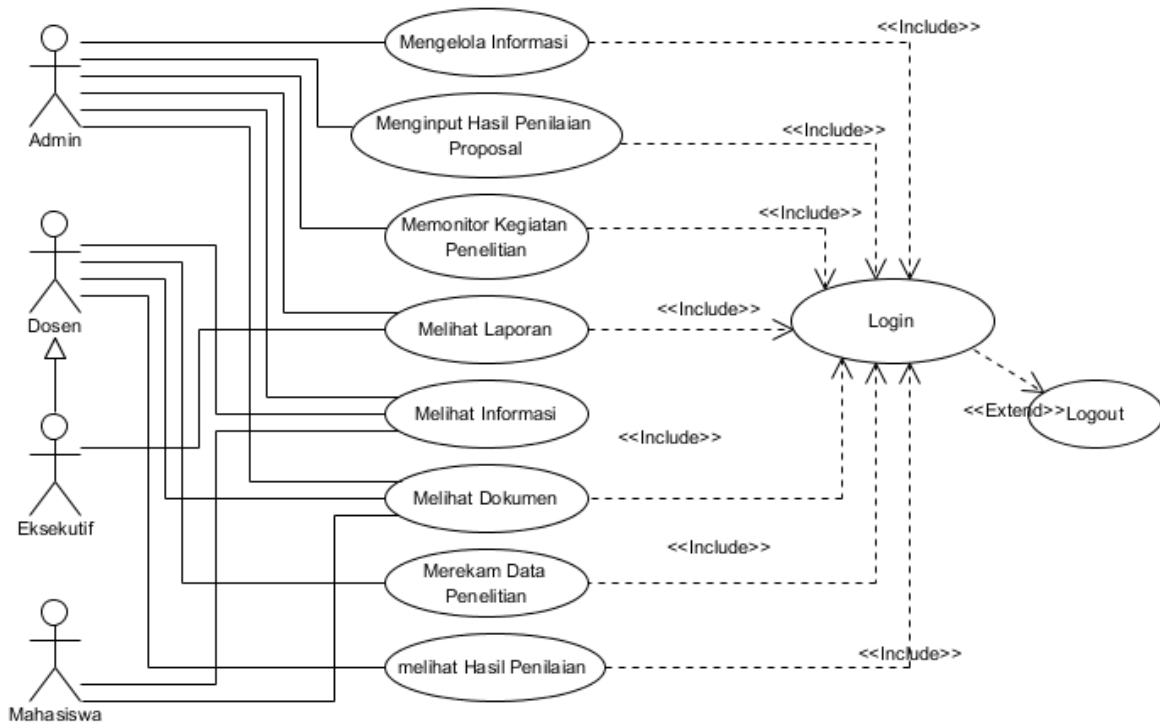 Mengelola Informasi
<<Include>>
Admin
Menginput Hasil Penilaian
Proposal
<<Include>>
Memonitor Kegiatan
Penelitian
<<Include>>
Dosen
Melihat Laporan
<<Include>>
Login
Melihat Informasi
<<Extend>>
Logout
<<Include>>
Eksekutif
Melihat Dokumen
<<Include>>
Merekam Data
Penelitian
<<Include>>
melihat Hasil Penilaian
Mahasiswa